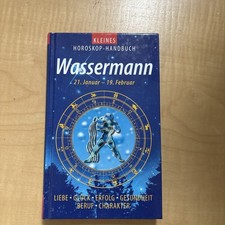 KLEINES
HOROSKOP-HANDBUCH
Wassermann
21. Januar – 19. Februar
LIEBE • GLÜCK • ERFOLG • GESUNDHEIT
BERUF • CHARAKTER